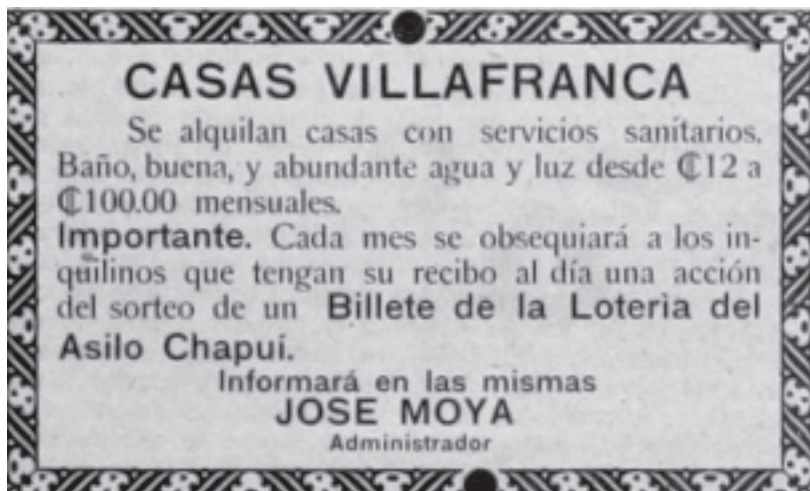 CASAS VILLAFRANCA
Se alquilan casas con servicios sanitarios.
Baño, buena, y abundante agua y luz desde ₡12 a
₡100.00 mensuales.
Importante. Cada mes se obsequiará a los in-
quilinos que tengan su recibo al día una acción
del sorteo de un Billete de la Loteria del
Asilo Chapuí.
Informará en las mismas
JOSE MOYA
Administrador